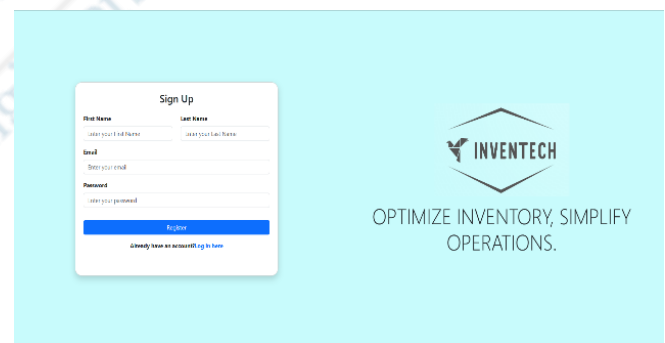 Sign Up
First Name Last Name
Enter your First Name Enter your Last Name
Email
Enter your email
Password
Enter your password
Register
Already have an account?Log in here
INVENTECH
OPTIMIZE INVENTORY, SIMPLIFY
OPERATIONS.